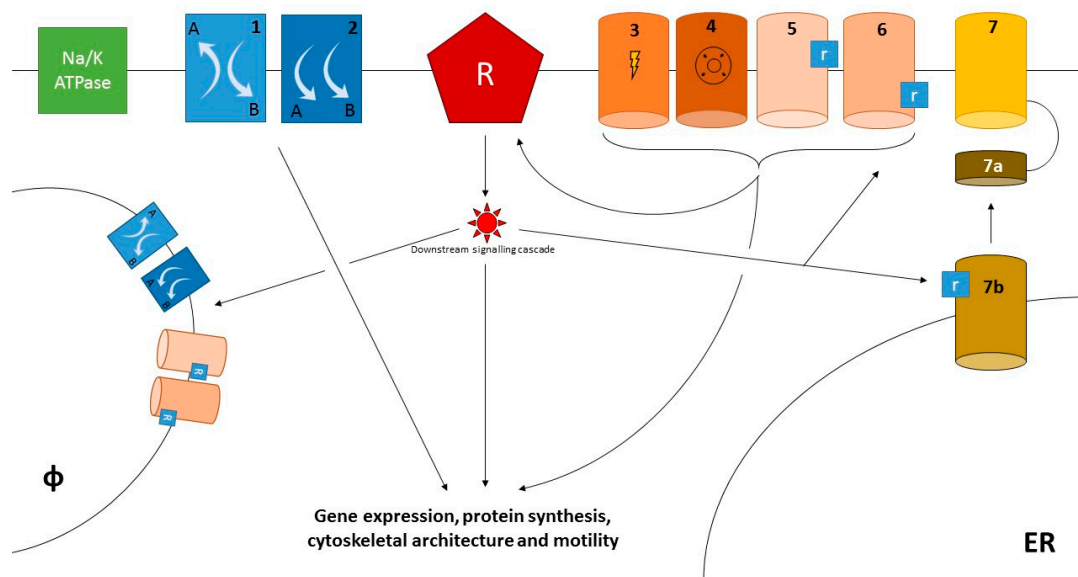 Na/K
ATPase
A
1
B
2
A
B
R
3
4
5
r
6
r
7
7a
7b
r
Downstream signalling cascade
A
B
A
B
R
R
ф
Gene expression, protein synthesis,
cytoskeletal architecture and motility
ER